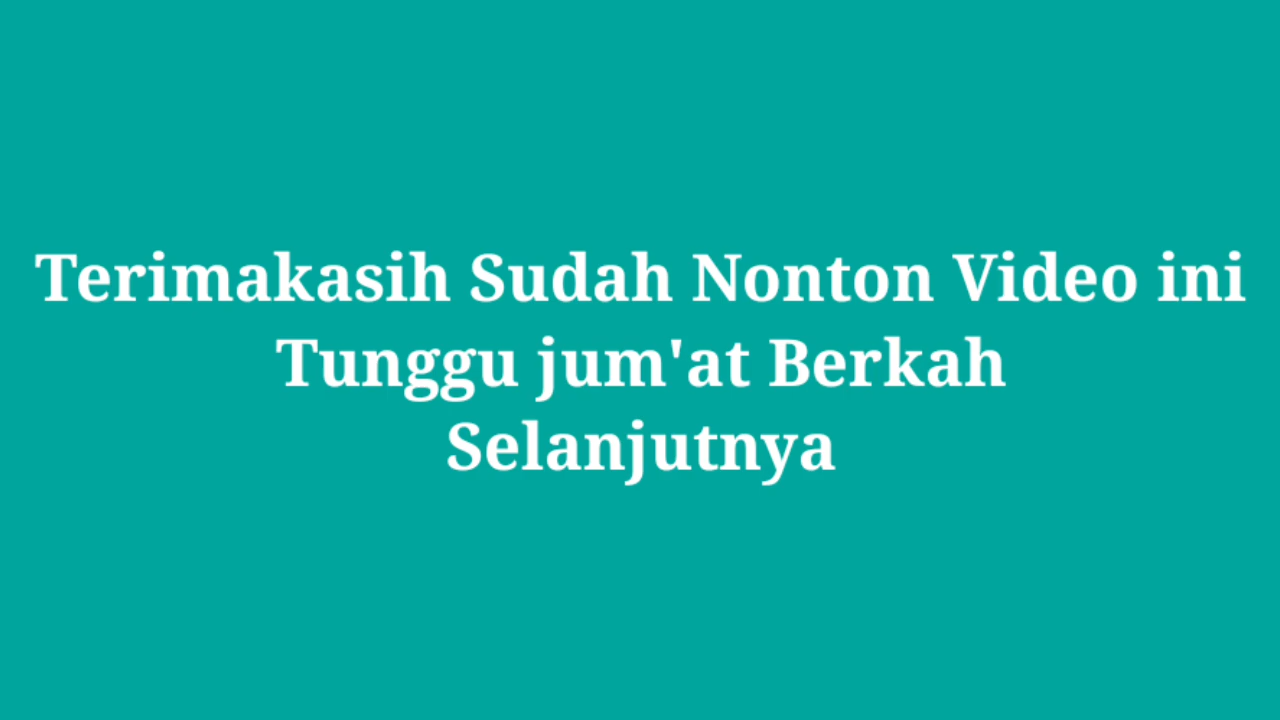 Terimakasih Sudah Nonton Video ini
Tunggu jum'at Berkah
Selanjutnya